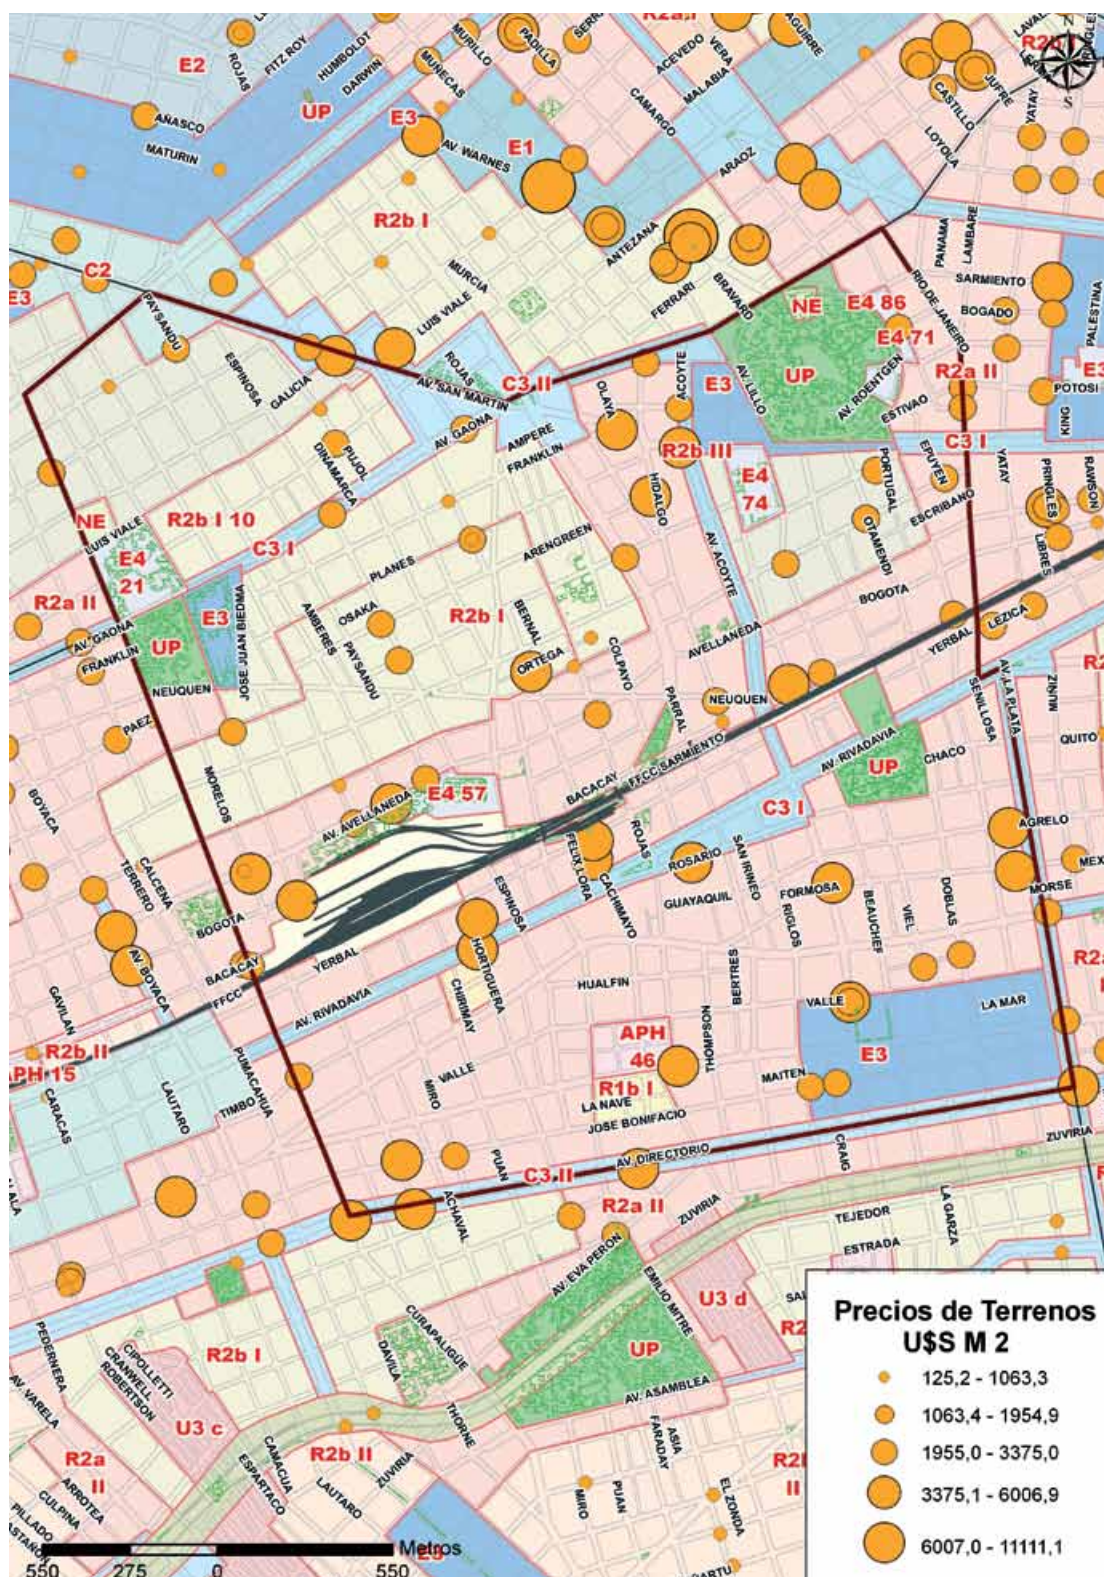 ROJAS
FITZ ROY
HUMBOLDT
DARWIN
MURILLO
MUÑECAS
PADILLA
ACEVEDO
VERA
AGUIRRE
R2a I
N
S
E2
CAMARGO
MALABIA
CASTILLO
JUFRE
YATAY
AÑASCO
UP
E3
AV. WARNES
E1
ARAOZ
LOYOLA
MATURIN
R2b I
ANTEZANA
PANAMA
LAMBARE
SARMIENTO
C2
E3
PAYSANDU
MURCIA
LUIS VIALE
FERRARI
BRAVARD
NE
E4 86
RIO DE JANEIRO
BOGADO
PALESTINA
E4 71
ESPINOSA
GALICIA
ROJAS
AV. SAN MARTIN
C3 II
OLAYA
ACOYTE
E3
AV. LILLO
UP
AV. ROENTGEN
ESTIVAO
R2a II
POTOSI
KING
AV. GAONA
AMPERE
FRANKLIN
C3 I
PUJOL
DINAMARCA
R2b III
HIDALGO
E4
74
PORTUGAL
EPUYEN
YATAY
PRINGLES
RAWSON
ESCRIBANO
OTAMENDI
LIBRES
NE
LUIS VIALE
R2b I 10
C3 I
E4
21
PLANES
ARENGREEN
AV. ACOYTE
BOGOTA
R2a II
E3
JOSE JUAN BIEDMA
AMBERES
OSAKA
R2b I
BERNAL
LEZICA
YERBAL
AV. GAONA
FRANKLIN
UP
PAYSANDU
ORTEGA
COLPAYO
AVELLANEDA
NEUQUEN
PARRAL
NEUQUEN
SENILLOSA
AV. LA PLATA
MUÑIZ
PAEZ
FFCC SARMIENTO
AV. RIVADAVIA
CHACO
QUITO
BOYACA
MORELOS
AV. AVELLANEDA
E4 57
BACACAY
UP
C3 I
AGRELO
FELIX LORA
ROJAS
ROSARIO
SAN IRINEO
CALCENA
TERRERO
ESPINOSA
CACHIMAYO
GUAYAQUIL
FORMOSA
RIGLOS
BEAUCHEF
VIEL
DOBLAS
MORSE
BOGOTA
AV. BOYACA
BACACAY
FFCC
YERBAL
HORTIGUERA
GAVILAN
AV. RIVADAVIA
CHIRIMAY
HUALFIN
BERTRES
VALLE
LA MAR
APH
46
THOMPSON
E3
R2b II
APH 15
PUMACAHUA
VALLE
MIRO
MAITEN
R1b I
CARACAS
LAUTARO
TIMBO
LA NAVE
JOSE BONIFACIO
PUAN
AV. DIRECTORIO
CRAIG
ZUVIRIA
C3 II
ACHAVAL
R2a II
ZUVIRIA
TEJEDOR
LA GARZA
ESTRADA
AV. EVA PERON
EMILIO MITRE
U3 d
PEDERNERA
CIPOLLETTI
CRANWELL
ROBERTSON
R2b I
CURAPALIGÜE
DAVILA
UP
AV. VARELA
U3 c
THORNE
AV. ASAMBLEA
R2a
II
R2b II
CAMACUA
ESPARTACO
ZUVIRIA
LAUTARO
ASIA
FARADAY
ARROTEA
CULPINA
PILLADO
MIRO
PUAN
EL ZONDA
E3
Metros
550 275 0 550
Precios de Terrenos
U$S M 2
125,2 - 1063,3
1063,4 - 1954,9
1955,0 - 3375,0
3375,1 - 6006,9
6007,0 - 11111,1